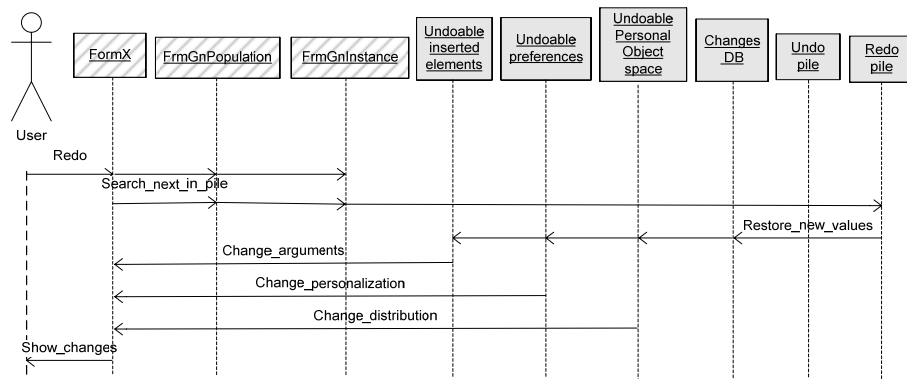 FormX
FrmGnPopulation
FrmGnInstance
Undoable
inserted
elements
Undoable
preferences
Undoable
Personal
Object
space
Changes
DB
Undo
pile
Redo
pile
User
Redo
Search_next_in_pile
Restore_new_values
Change_arguments
Change_personalization
Change_distribution
Show_changes